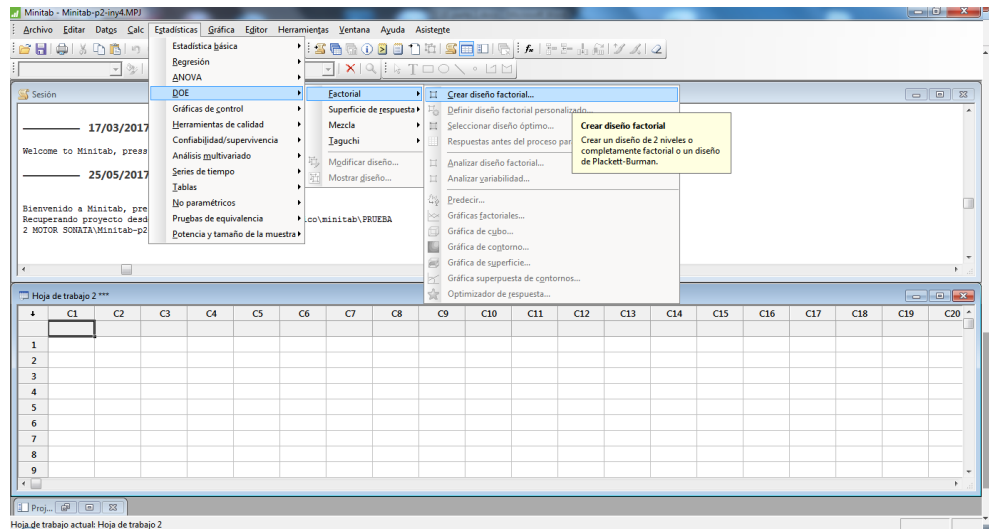 Minitab - Minitab-p2-iny4.MPJ
Archivo Editar Datos Calc Estadísticas Gráfica Editor Herramientas Ventana Ayuda Asistente
Sesión
17/03/2017
Welcome to Minitab, press
25/05/2017
Bienvenido a Minitab, pre
Recuperando proyecto desd
2 MOTOR SONATA\Minitab-p2
.co\minitab\PRUEBA
Estadística básica
Regresión
ANOVA
DOE
Gráficas de control
Herramientas de calidad
Confiabilidad/supervivencia
Análisis multivariado
Series de tiempo
Tablas
No paramétricos
Pruebas de equivalencia
Potencia y tamaño de la muestra
Factorial
Superficie de respuesta
Mezcla
Taguchi
Modificar diseño...
Mostrar diseño...
Crear diseño factorial...
Definir diseño factorial personalizado...
Seleccionar diseño óptimo...
Respuestas antes del proceso par
Analizar diseño factorial...
Analizar variabilidad...
Predecir...
Gráficas factoriales...
Gráfica de cubo...
Gráfica de contorno...
Gráfica de superficie...
Gráfica superpuesta de contornos...
Optimizador de respuesta...
Crear diseño factorial
Crear un diseño de 2 niveles o
completamente factorial o un diseño
de Plackett-Burman.
Hoja de trabajo 2 ***
C1 C2 C3 C4 C5 C6 C7 C8 C9 C10 C11 C12 C13 C14 C15 C16 C17 C18 C19 C20
1
2
3
4
5
6
7
8
9
Proj...
Hoja de trabajo actual: Hoja de trabajo 2